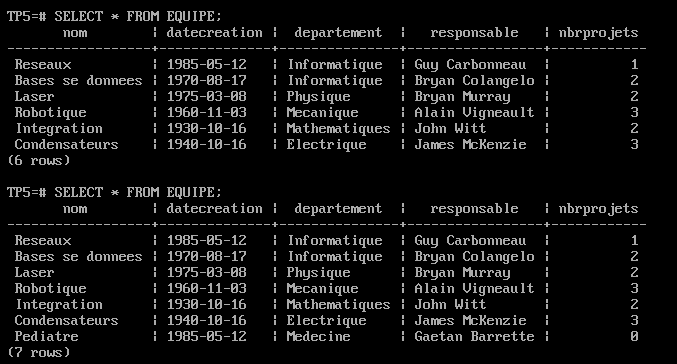 TP5=# SELECT * FROM EQUIPE;
nom | datecreation | departement | responsable | nbrprojets
----------------+--------------+--------------+-----------------+------------
Reseaux | 1985-05-12 | Informatique | Guy Carbonneau | 1
Bases se donnees | 1970-08-17 | Informatique | Bryan Colangelo | 2
Laser | 1975-03-08 | Physique | Bryan Murray | 2
Robotique | 1960-11-03 | Mecanique | Alain Vigneault | 3
Integration | 1930-10-16 | Mathematiques | John Witt | 2
Condensateurs | 1940-10-16 | Electrique | James McKenzie | 3
(6 rows)
TP5=# SELECT * FROM EQUIPE;
nom | datecreation | departement | responsable | nbrprojets
----------------+--------------+--------------+-----------------+------------
Reseaux | 1985-05-12 | Informatique | Guy Carbonneau | 1
Bases se donnees | 1970-08-17 | Informatique | Bryan Colangelo | 2
Laser | 1975-03-08 | Physique | Bryan Murray | 2
Robotique | 1960-11-03 | Mecanique | Alain Vigneault | 3
Integration | 1930-10-16 | Mathematiques | John Witt | 2
Condensateurs | 1940-10-16 | Electrique | James McKenzie | 3
Pediatre | 1985-05-12 | Medecine | Gaetan Barrette | 0
(7 rows)